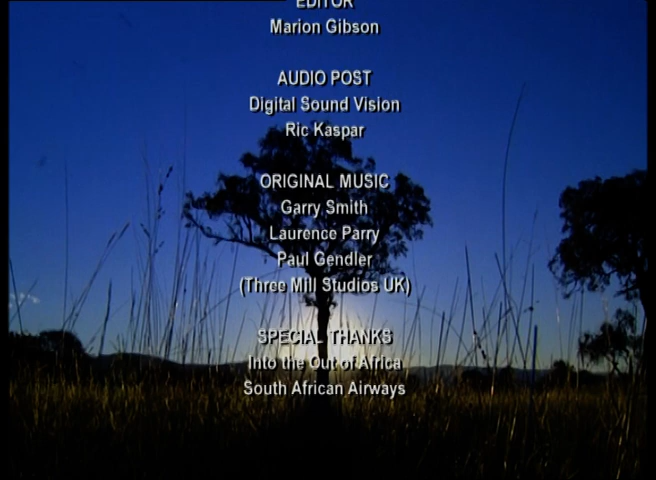 EDITOR
Marion Gibson
AUDIO POST
Digital Sound Vision
Ric Kaspar
ORIGINAL MUSIC
Garry Smith
Laurence Parry
Paul Gendler
(Three Mill Studios UK)
SPECIAL THANKS
Into the Out of Africa
South African Airways